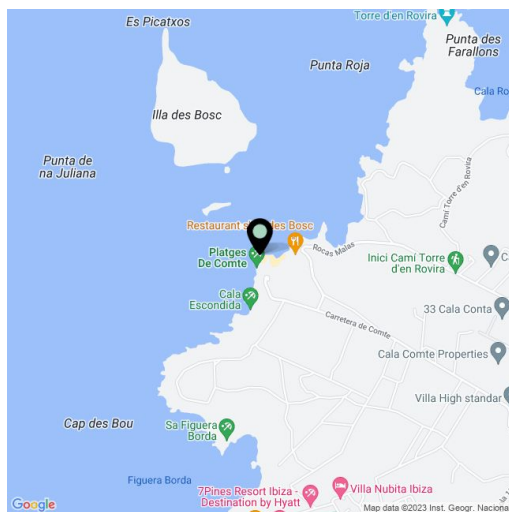 Es Picatxos
Torre d'en Rovira
Punta des
Farallons
Punta Roja
Cala Ro
Illa des Bosc
Punta de
na Juliana
Camí Torre d'en Rovira
Restaurant s'
des Bosc
Rocas Malas
Platges
De Comte
Inici Camí Torre
d'en Rovira
C
Cala
Escondida
33 Cala Conta
Carretera de Comte
Cala Comte Properties
Villa High standar
Cap des Bou
Sa Figuera
Borda
Figuera Borda
7Pines Resort Ibiza -
Destination by Hyatt
Villa Nubita Ibiza
Google
Map data ©2023 Inst. Geogr. Naciona